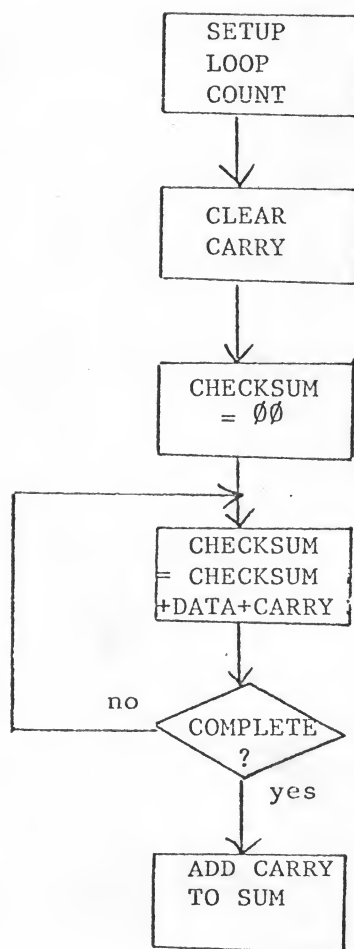 SETUP
LOOP
COUNT
CLEAR
CARRY
CHECKSUM
= ØØ
CHECKSUM
= CHECKSUM
+DATA+CARRY
no
COMPLETE
?
yes
ADD CARRY
TO SUM